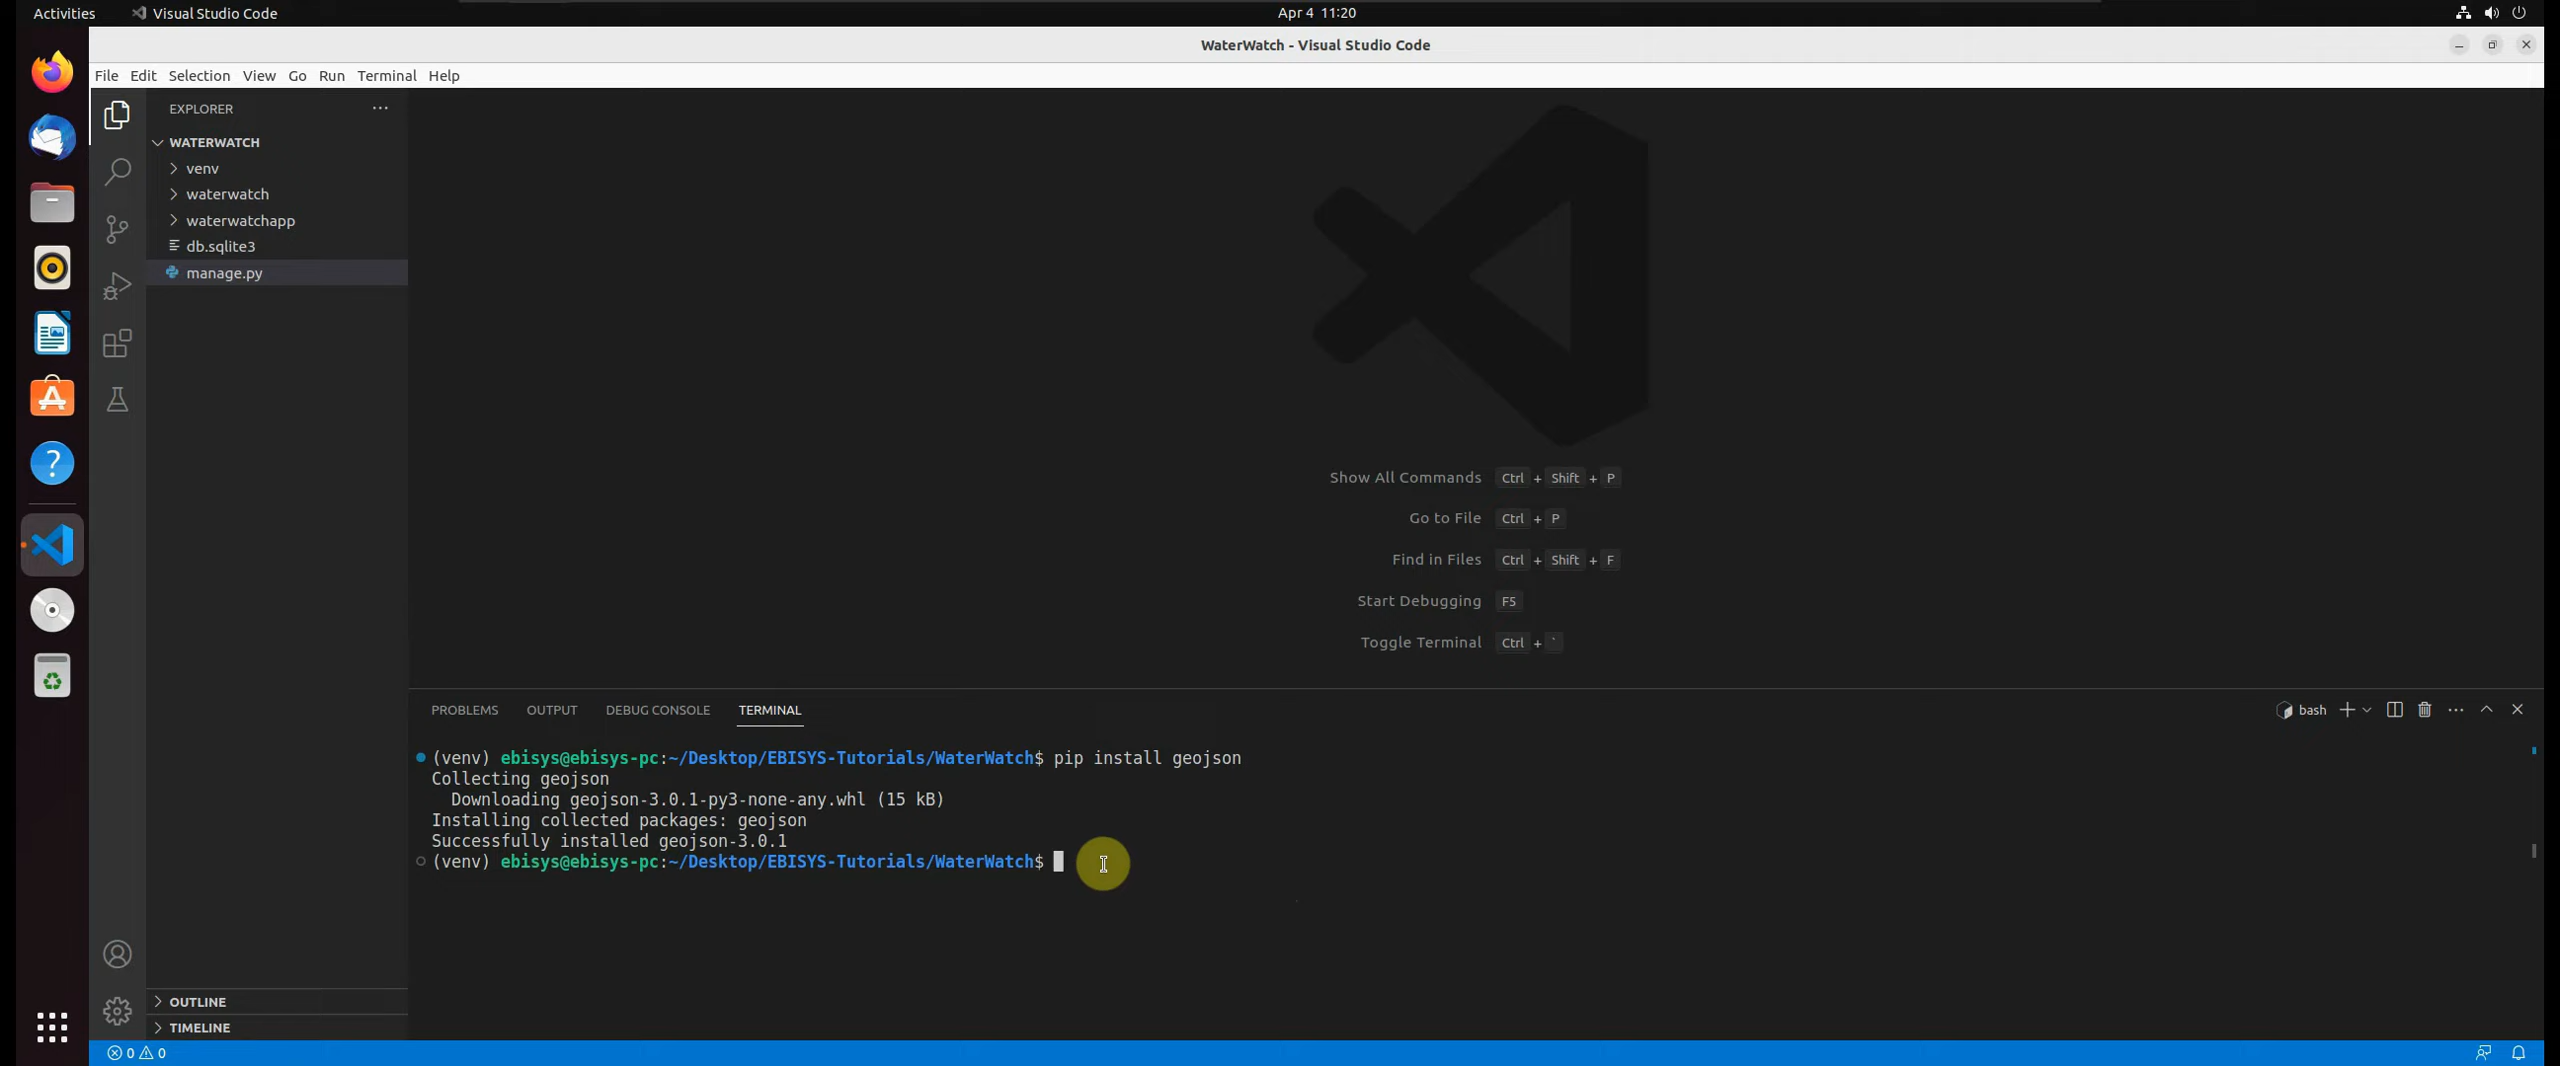 Activities
Visual Studio Code
Apr 4 11:20
WaterWatch - Visual Studio Code
File Edit Selection View Go Run Terminal Help
EXPLORER
WATERWATCH
venv
waterwatch
waterwatchapp
db.sqlite3
manage.py
Show All Commands Ctrl + Shift + P
Go to File Ctrl + P
Find in Files Ctrl + Shift + F
Start Debugging F5
Toggle Terminal Ctrl + `
PROBLEMS OUTPUT DEBUG CONSOLE TERMINAL
bash
(venv) ebisys@ebisys-pc:~/Desktop/EBISYS-Tutorials/WaterWatch$ pip install geojson
Collecting geojson
Downloading geojson-3.0.1-py3-none-any.whl (15 kB)
Installing collected packages: geojson
Successfully installed geojson-3.0.1
(venv) ebisys@ebisys-pc:~/Desktop/EBISYS-Tutorials/WaterWatch$
OUTLINE
TIMELINE
0 0